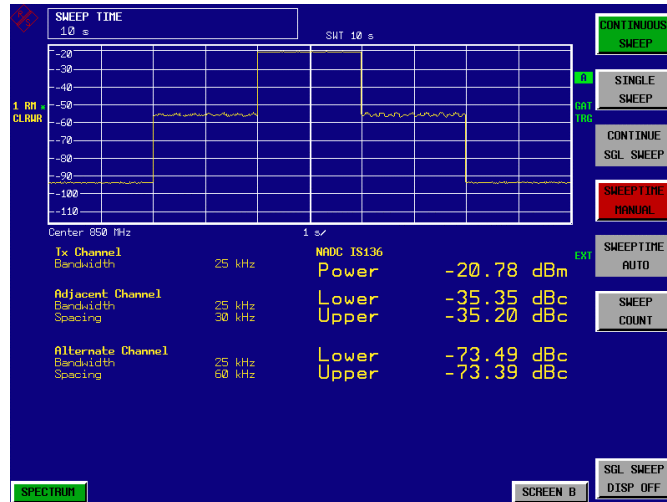 SWEEP TIME
10 s
SWT 10 s
CONTINUOUS
SWEEP
-20
-30
-40
-50
-60
-70
-80
-90
-100
-110
1 RM *
CLRWR
A
GAT
TRG
SINGLE
SWEEP
CONTINUE
SGL SWEEP
SWEEPTIME
MANUAL
Center 850 MHz
1 s/
Tx Channel
NADC IS136
EXT
SWEEPTIME
AUTO
Bandwidth 25 kHz
Power -20.78 dBm
Adjacent Channel
Bandwidth 25 kHz
Spacing 30 kHz
Lower -35.35 dBc
Upper -35.20 dBc
SWEEP
COUNT
Alternate Channel
Bandwidth 25 kHz
Spacing 60 kHz
Lower -73.49 dBc
Upper -73.39 dBc
SGL SWEEP
DISP OFF
SPECTRUM
SCREEN B